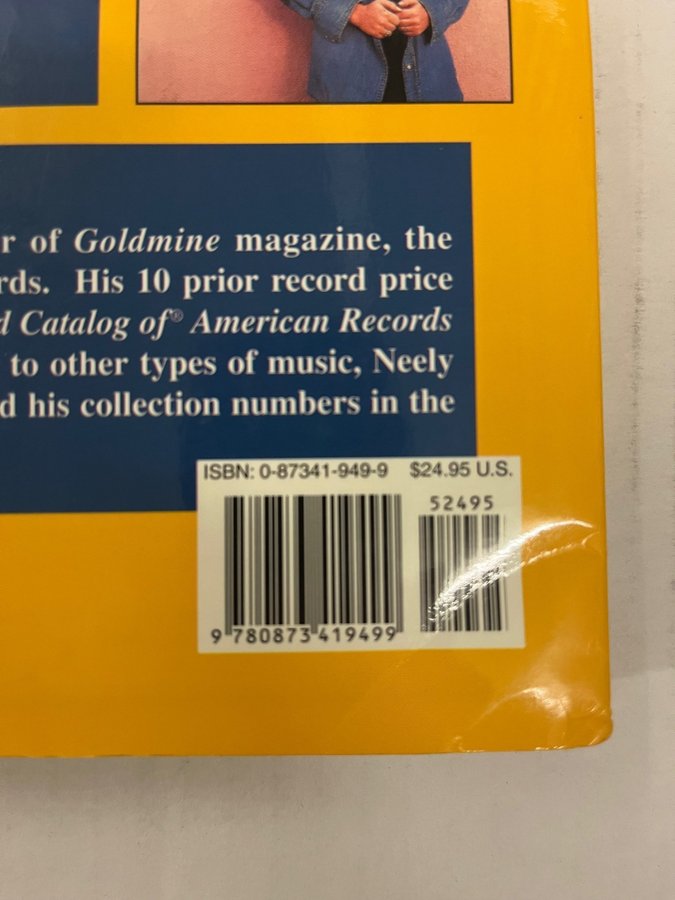 r of Goldmine magazine, the
rds. His 10 prior record price
d Catalog of® American Records
to other types of music, Neely
d his collection numbers in the
ISBN: 0-87341-949-9 $24.95 U.S.
52495
9 780873 419499